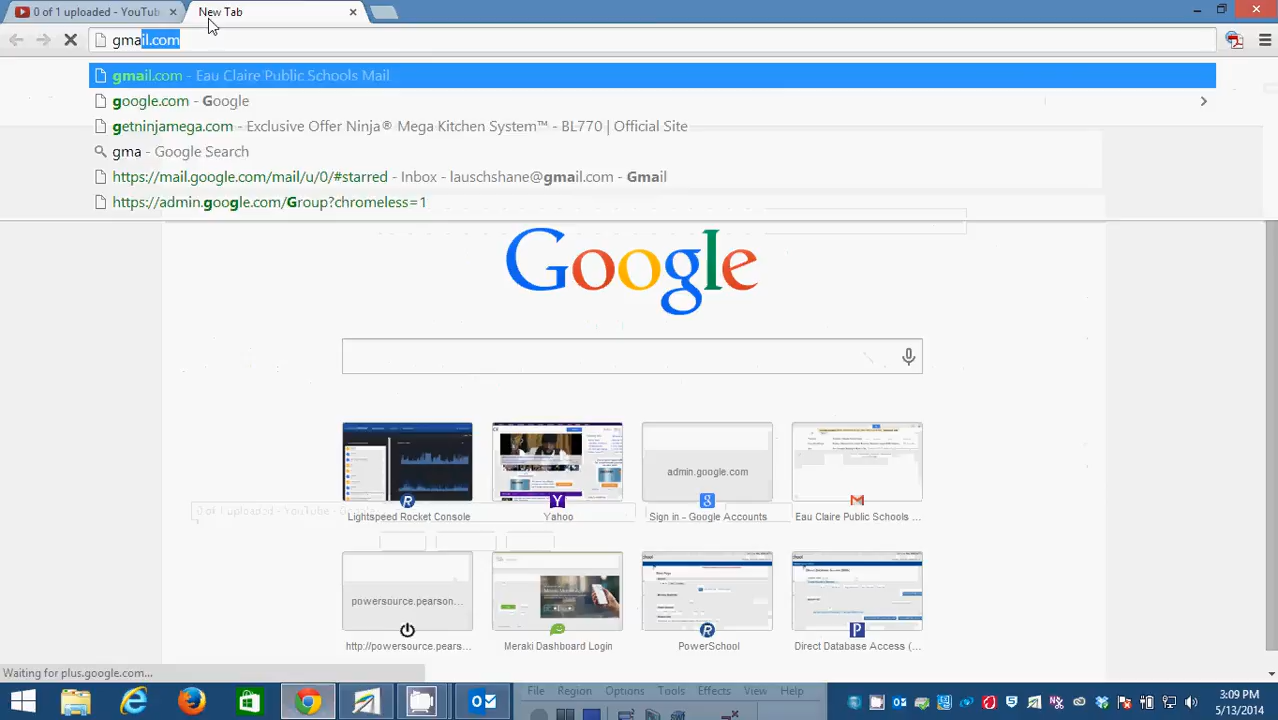 0 of 1 uploaded - YouTub
New Tab
gmail.com
gmail.com - Eau Claire Public Schools Mail
google.com - Google
getninjamega.com - Exclusive Offer Ninja® Mega Kitchen System™ - BL770 | Official Site
gma - Google Search
https://mail.google.com/mail/u/0/#starred - Inbox - lauschshane@gmail.com - Gmail
https://admin.google.com/Group?chromeless=1
Google
admin.google.com
Lightspeed Rocket Console
Yahoo
Sign in - Google Accounts
Eau Claire Public Schools ...
powersource.pearson...
http://powersource.pears...
Meraki Dashboard Login
PowerSchool
Direct Database Access (...
Waiting for plus.google.com...
File Region Options Tools Effects View Help
3:09 PM
5/13/2014